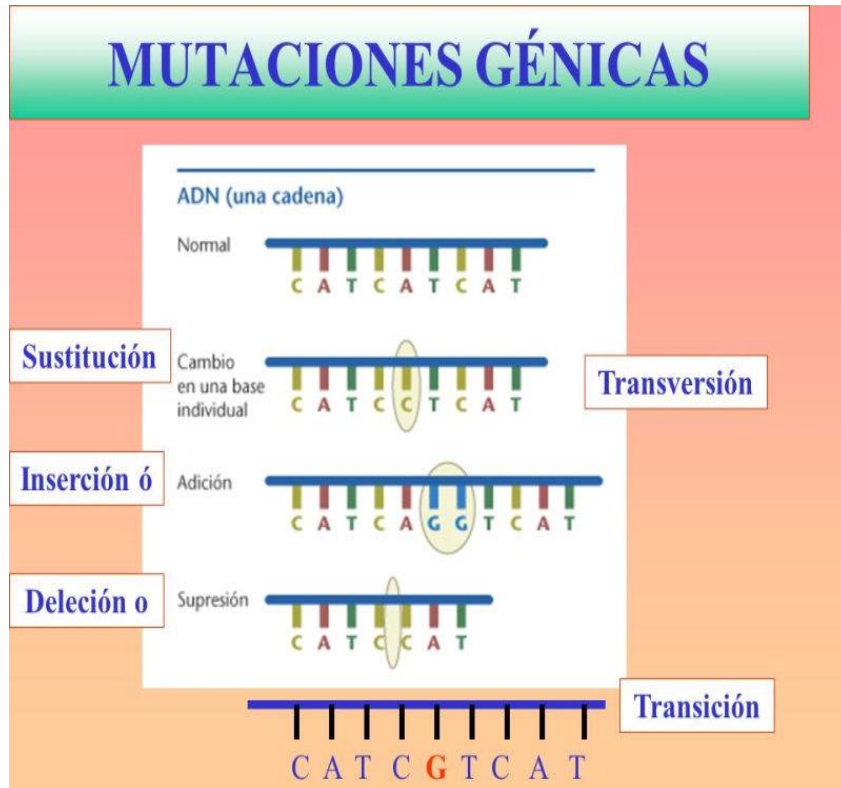 MUTACIONES GÉNICAS
ADN (una cadena)
Normal
C A T C A T C A T
Sustitución
Cambio
en una base
individual
C A T C C T C A T
Transversión
Inserción ó
Adición
C A T C A G G T C A T
Deleción o
Supresión
C A T C C A T
Transición
C A T C G T C A T